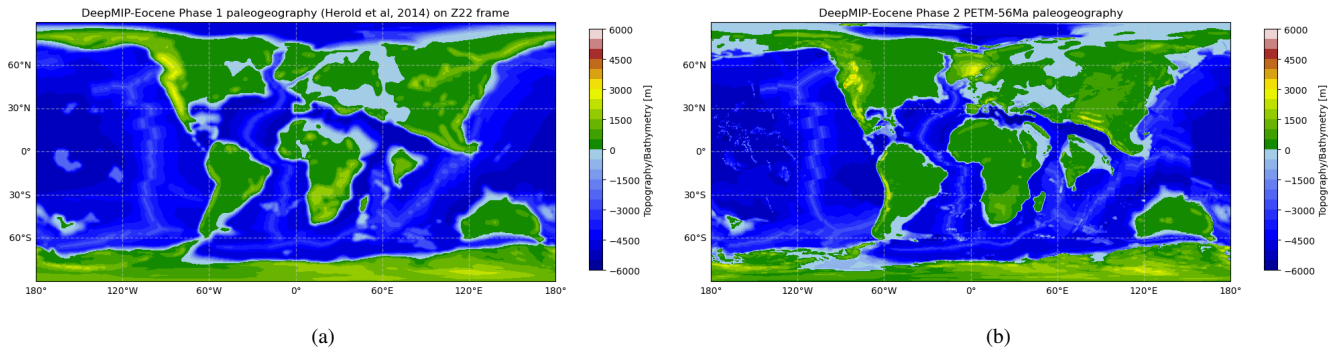 DeepMIP-Eocene Phase 1 paleogeography (Herold et al, 2014) on Z22 frame
60°N
30°N
0°
30°S
60°S
180°
120°W
60°W
0°
60°E
120°E
180°
6000
4500
3000
1500
0
−1500
−3000
−4500
−6000
Topography/Bathymetry [m]
(a)
DeepMIP-Eocene Phase 2 PETM-56Ma paleogeography
60°N
30°N
0°
30°S
60°S
180°
120°W
60°W
0°
60°E
120°E
180°
6000
4500
3000
1500
0
−1500
−3000
−4500
−6000
Topography/Bathymetry [m]
(b)